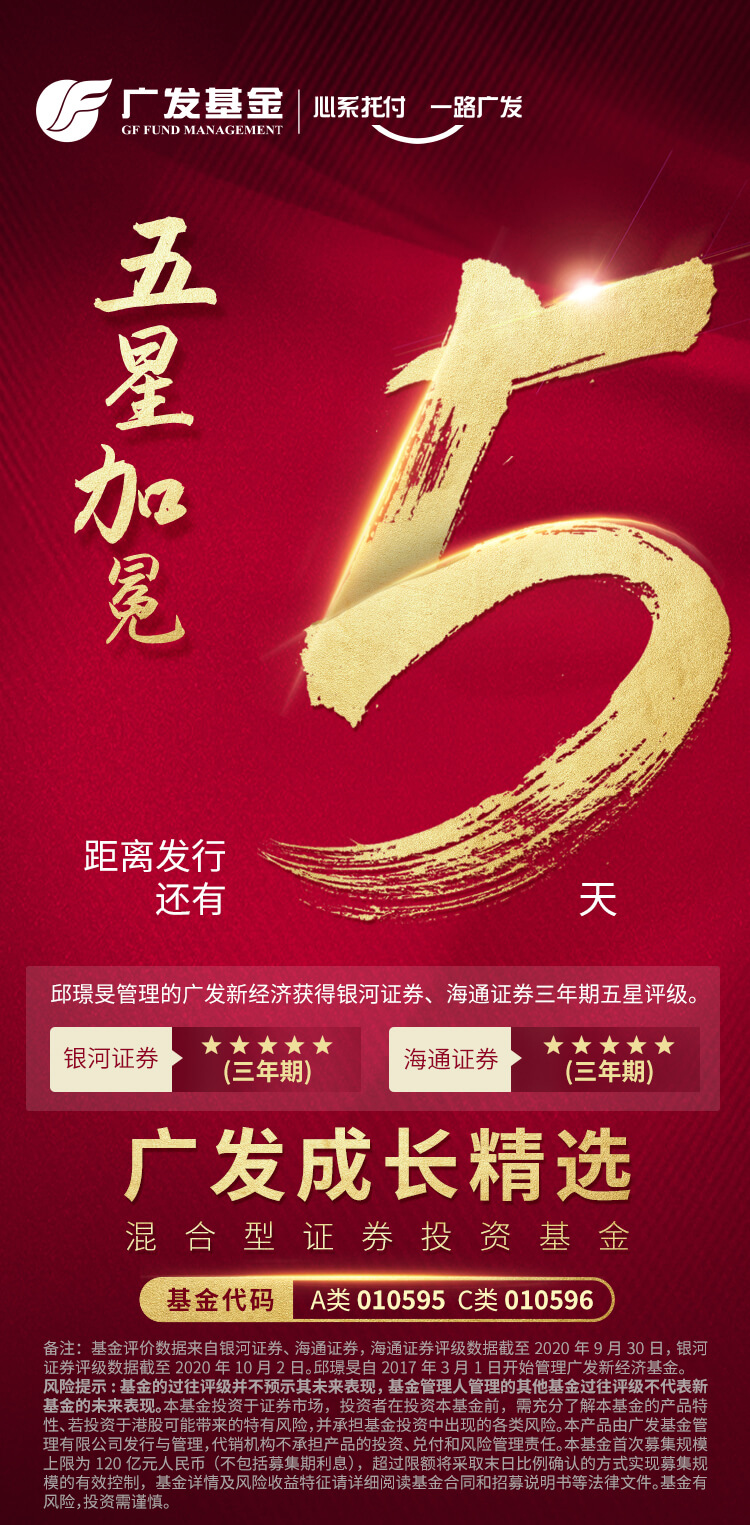 广发基金
GF FUND MANAGEMENT
心系托付 一路广发
五星加冕
5
距离发行
还有
天
邱璟旻管理的广发新经济获得银河证券、海通证券三年期五星评级。
银河证券
★★★★★
(三年期)
海通证券
★★★★★
(三年期)
广发成长精选
混合型证券投资基金
基金代码 A类 010595 C类 010596
备注：基金评价数据来自银河证券、海通证券，海通证券评级数据截至 2020 年 9 月 30 日，银河
证券评级数据截至 2020 年 10 月 2 日。邱璟旻自 2017 年 3 月 1 日开始管理广发新经济基金。
风险提示：基金的过往评级并不预示其未来表现，基金管理人管理的其他基金过往评级不代表新
基金的未来表现。本基金投资于证券市场，投资者在投资本基金前，需充分了解本基金的产品特
性、若投资于港股可能带来的特有风险，并承担基金投资中出现的各类风险。本产品由广发基金管
理有限公司发行与管理，代销机构不承担产品的投资、兑付和风险管理责任。本基金首次募集规模
上限为 120 亿元人民币（不包括募集期利息），超过限额将采取末日比例确认的方式实现募集规
模的有效控制，基金详情及风险收益特征请详细阅读基金合同和招募说明书等法律文件。基金有
风险，投资需谨慎。